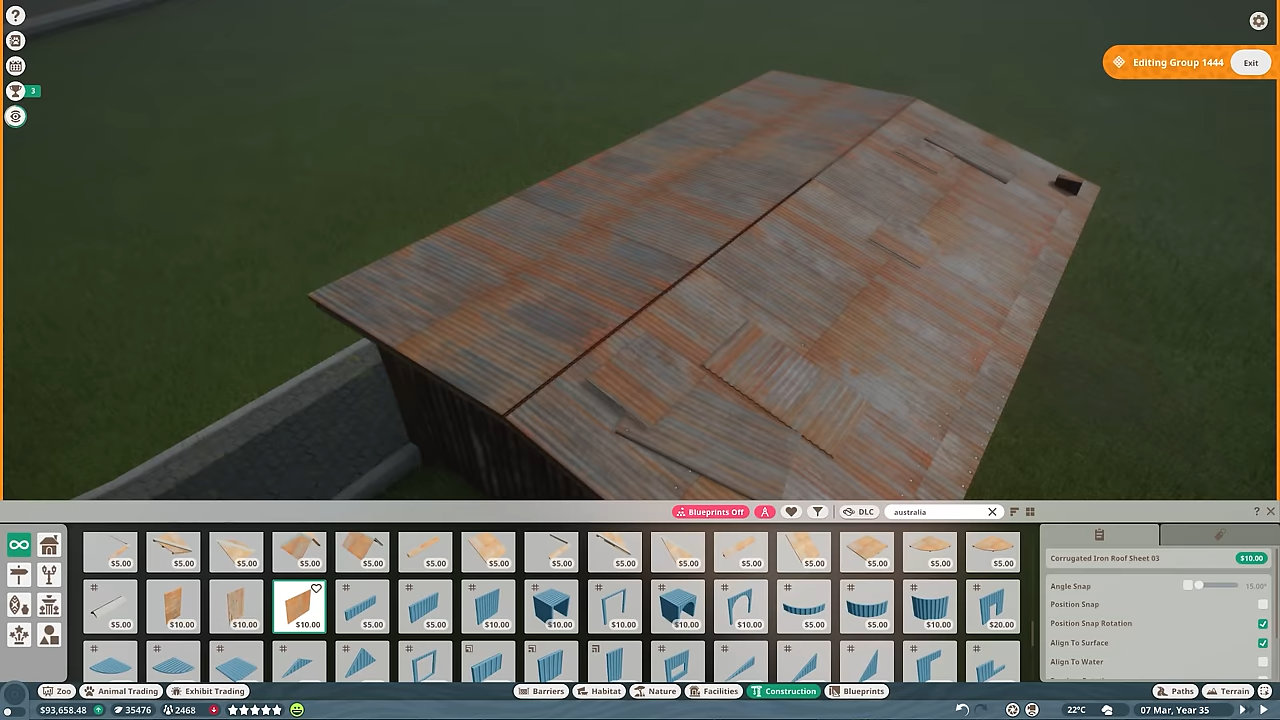 ?
Editing Group 1444
Exit
3
Blueprints Off
DLC
australia
?
$5.00 $5.00 $5.00 $5.00 $5.00 $5.00 $5.00 $5.00 $5.00 $5.00 $5.00 $5.00 $5.00 $5.00 $5.00
Corrugated Iron Roof Sheet 03
$10.00
Angle Snap
15.00°
Position Snap
Position Snap Rotation
Align To Surface
Align To Water
$5.00 $10.00 $10.00 $10.00 $5.00 $5.00 $10.00 $10.00 $10.00 $10.00 $10.00 $5.00 $5.00 $10.00 $20.00
Zoo
Animal Trading
Exhibit Trading
Barriers
Habitat
Nature
Facilities
Construction
Blueprints
Paths
Terrain
$93,658.48
35476
2468
22°C
07 Mar, Year 35